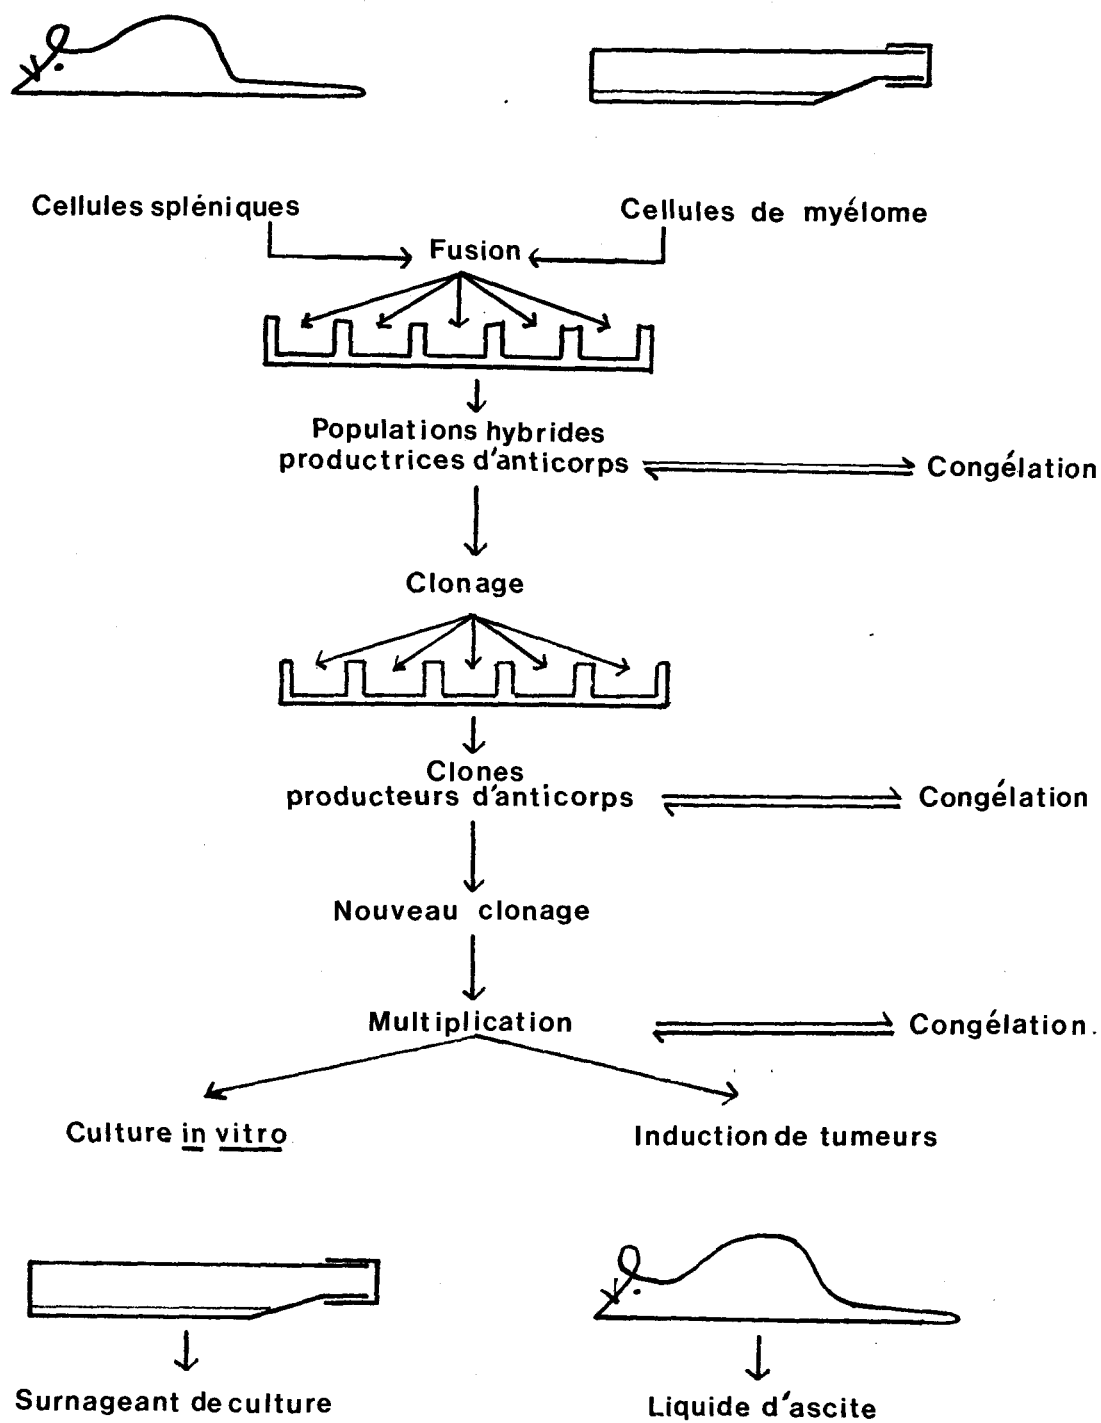 Cellules spléniques
Cellules de myélome
Fusion
Populations hybrides
productrices d'anticorps
Congélation
Clonage
Clones
producteurs d'anticorps
Congélation
Nouveau clonage
Multiplication
Congélation.
Culture in vitro
Induction de tumeurs
Surnageant de culture
Liquide d'ascite